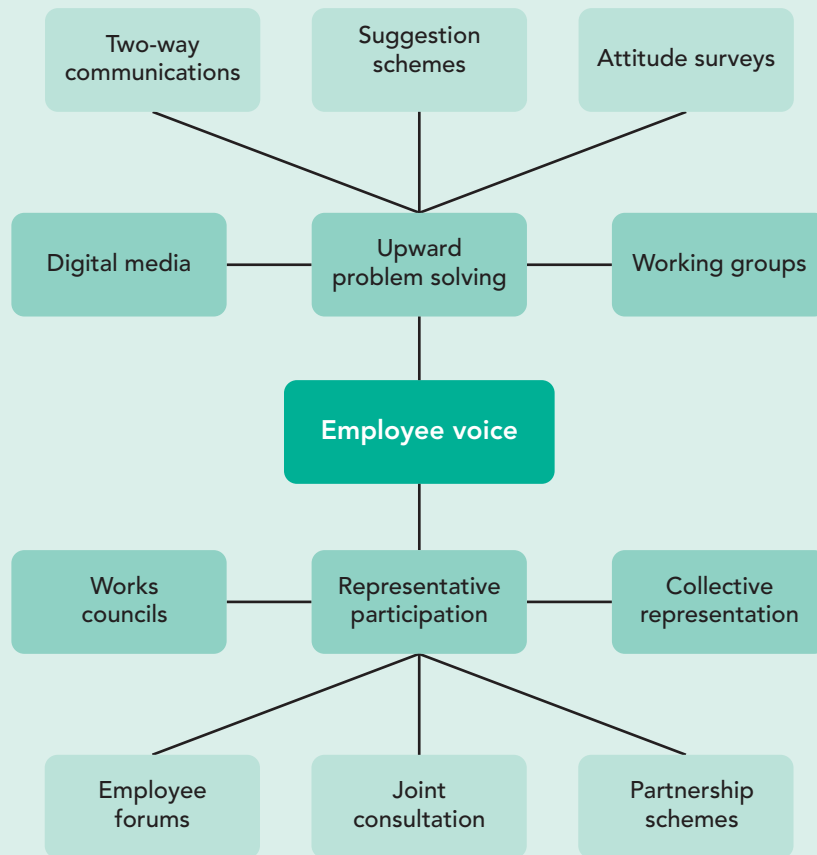 Two-way
communications
Suggestion
schemes
Attitude surveys
Digital media
Upward
problem solving
Working groups
Employee voice
Works
councils
Representative
participation
Collective
representation
Employee
forums
Joint
consultation
Partnership
schemes